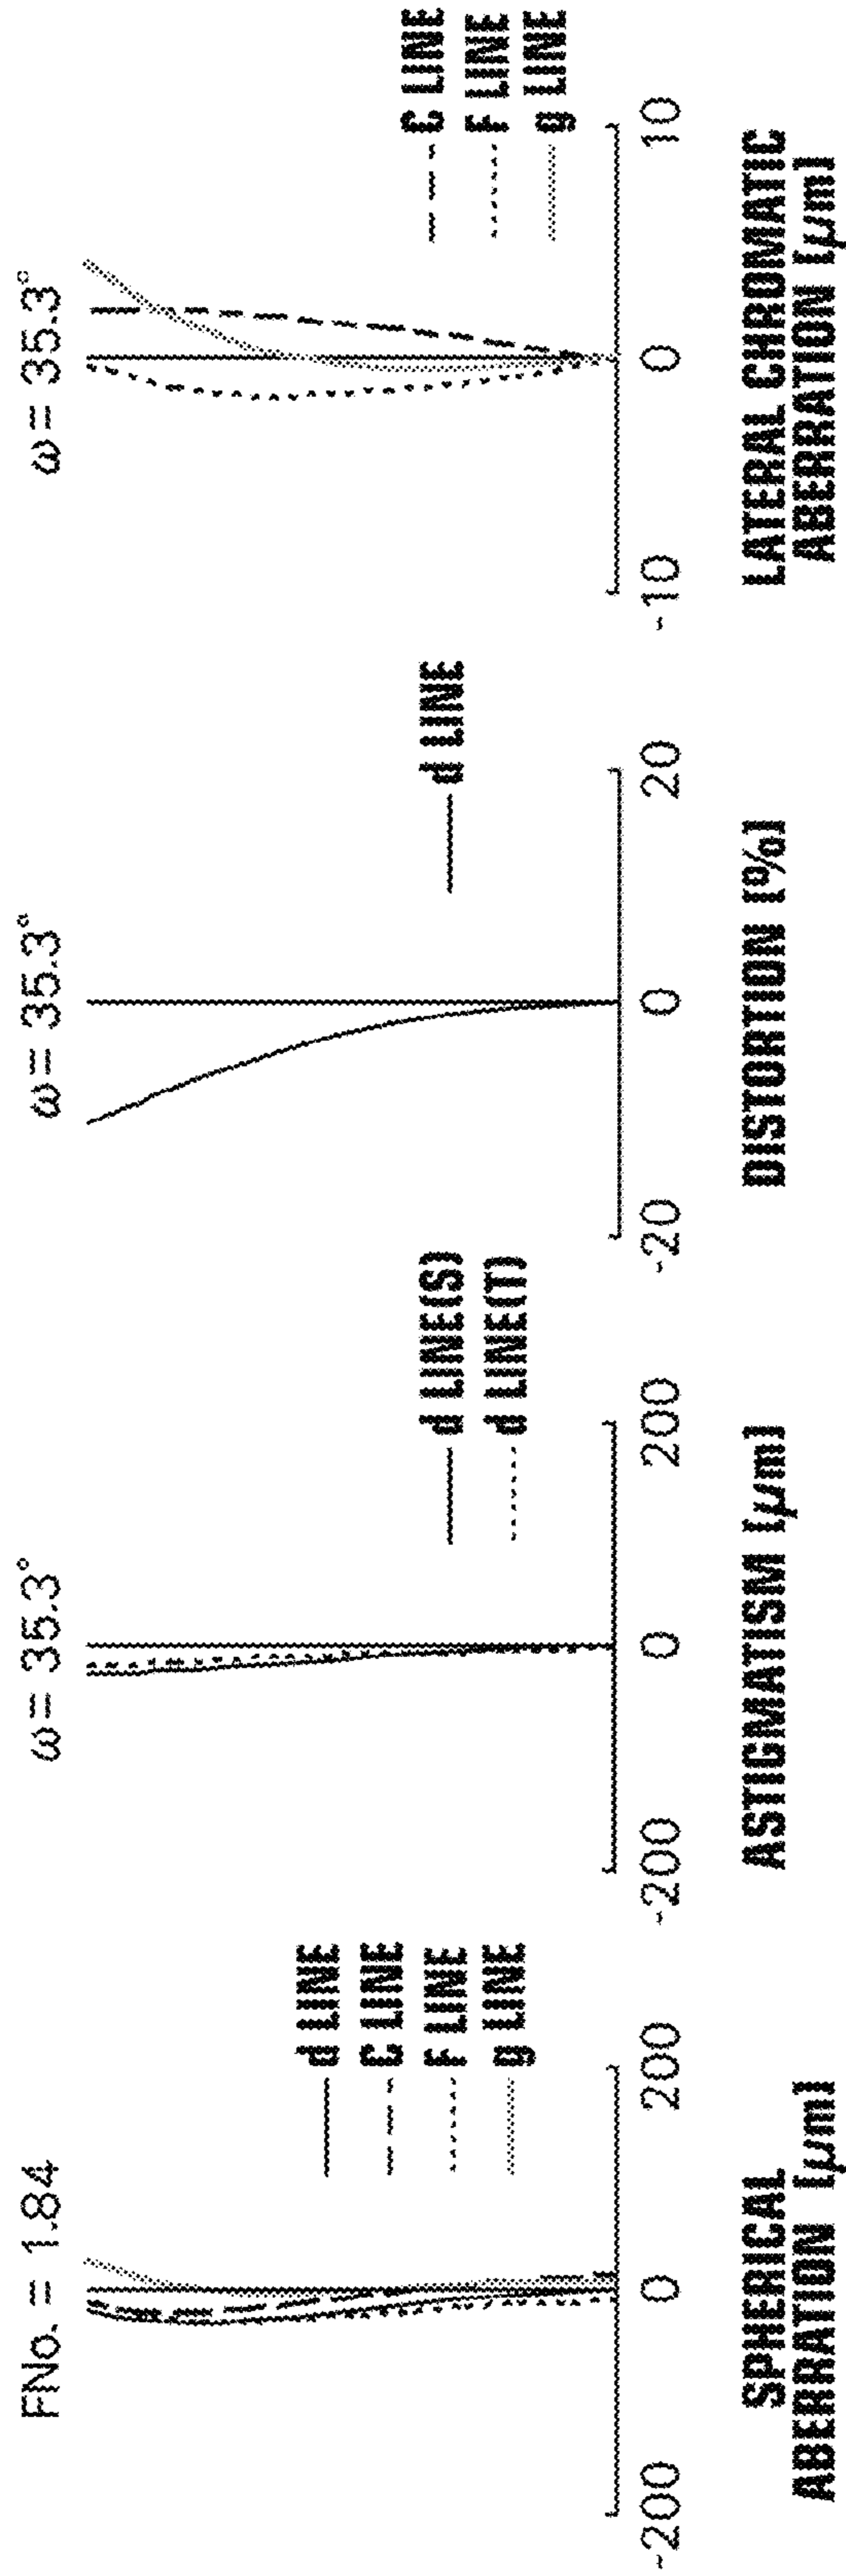 FNo. = 1.84
d LINE
C LINE
F LINE
g LINE
-200
0
200
SPHERICAL
ABERRATION [μm]
ω = 35.3°
d LINE(S)
d LINE(T)
-200
0
200
ASTIGMATISM [μm]
ω = 35.3°
d LINE
-20
0
20
DISTORTION [%]
ω = 35.3°
C LINE
F LINE
g LINE
-10
0
10
LATERAL CHROMATIC
ABERRATION [μm]